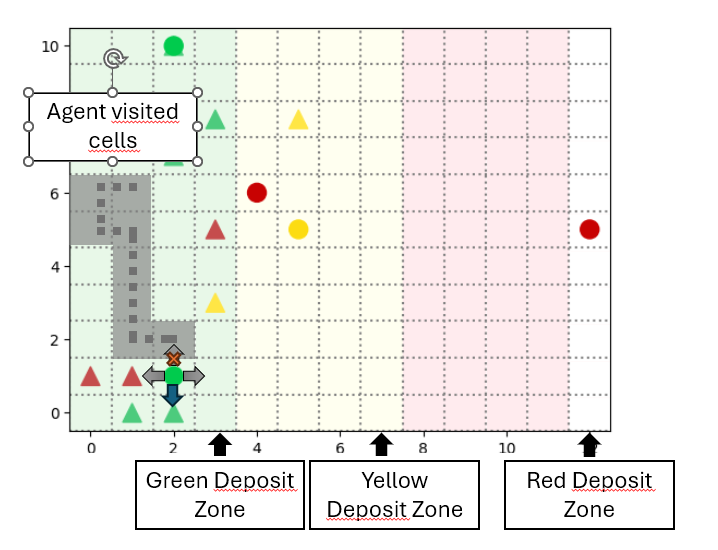 10
Agent visited
cells
6
4
2
0
0 2 4 6 8 10
Green Deposit
Zone
Yellow
Deposit Zone
Red Deposit
Zone